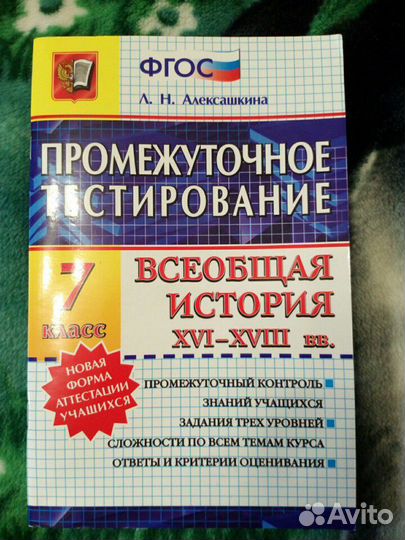 ФГОС
Л. Н. Алексашкина
ПРОМЕЖУТОЧНОЕ
ТЕСТИРОВАНИЕ
7
класс
ВСЕОБЩАЯ
ИСТОРИЯ
XVI–XVIII вв.
НОВАЯ
ФОРМА
АТТЕСТАЦИИ
УЧАЩИХСЯ
ПРОМЕЖУТОЧНЫЙ КОНТРОЛЬ
ЗНАНИЙ УЧАЩИХСЯ
ЗАДАНИЯ ТРЕХ УРОВНЕЙ
СЛОЖНОСТИ ПО ВСЕМ ТЕМАМ КУРСА
ОТВЕТЫ И КРИТЕРИИ ОЦЕНИВАНИЯ
Avito